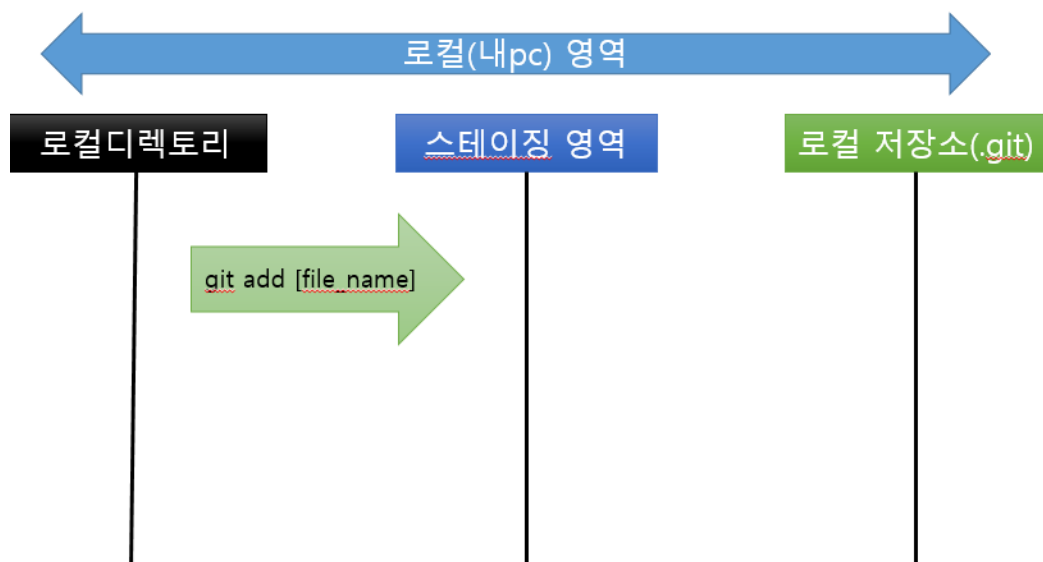 로컬(내pc) 영역
로컬디렉토리
스테이징 영역
로컬 저장소(.git)
git add [file_name]